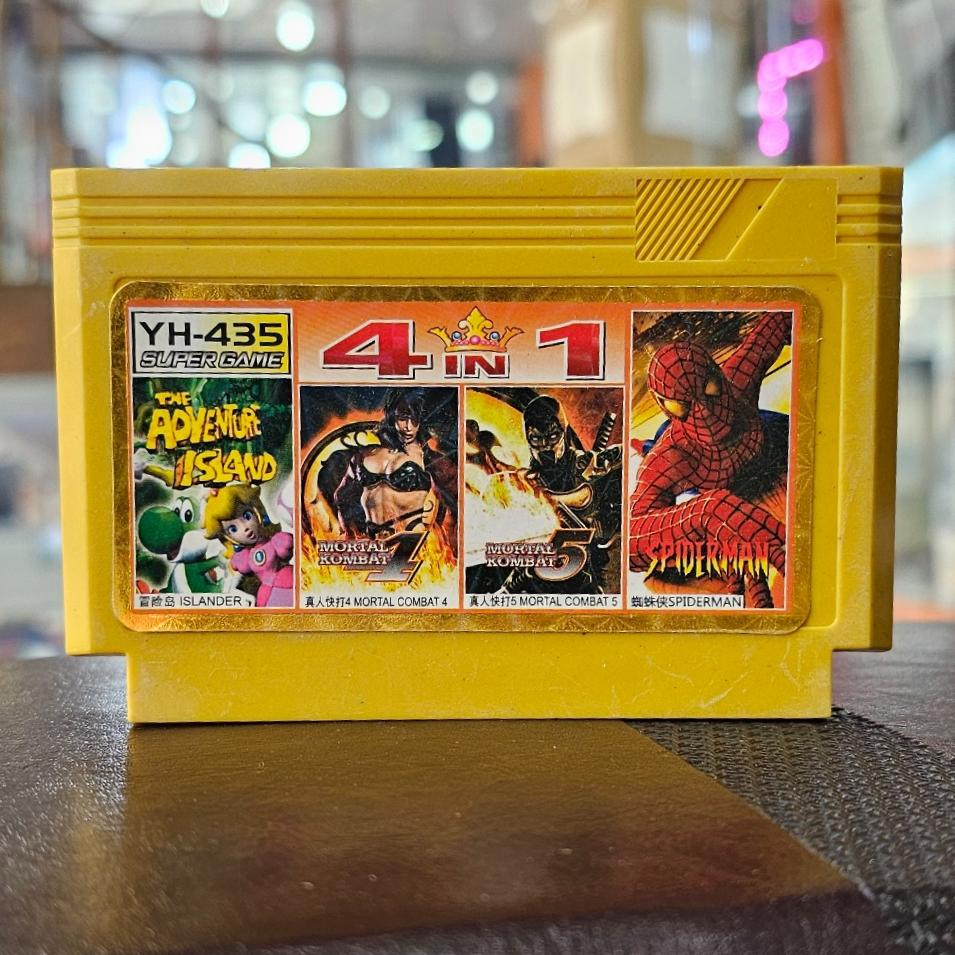 YH-435
SUPER GAME
4 IN 1
THE
ADVENTURE
ISLAND
冒险岛 ISLANDER
MORTAL
KOMBAT 4
真人快打4 MORTAL COMBAT 4
MORTAL
KOMBAT 5
真人快打5 MORTAL COMBAT 5
SPIDERMAN
蜘蛛侠SPIDERMAN